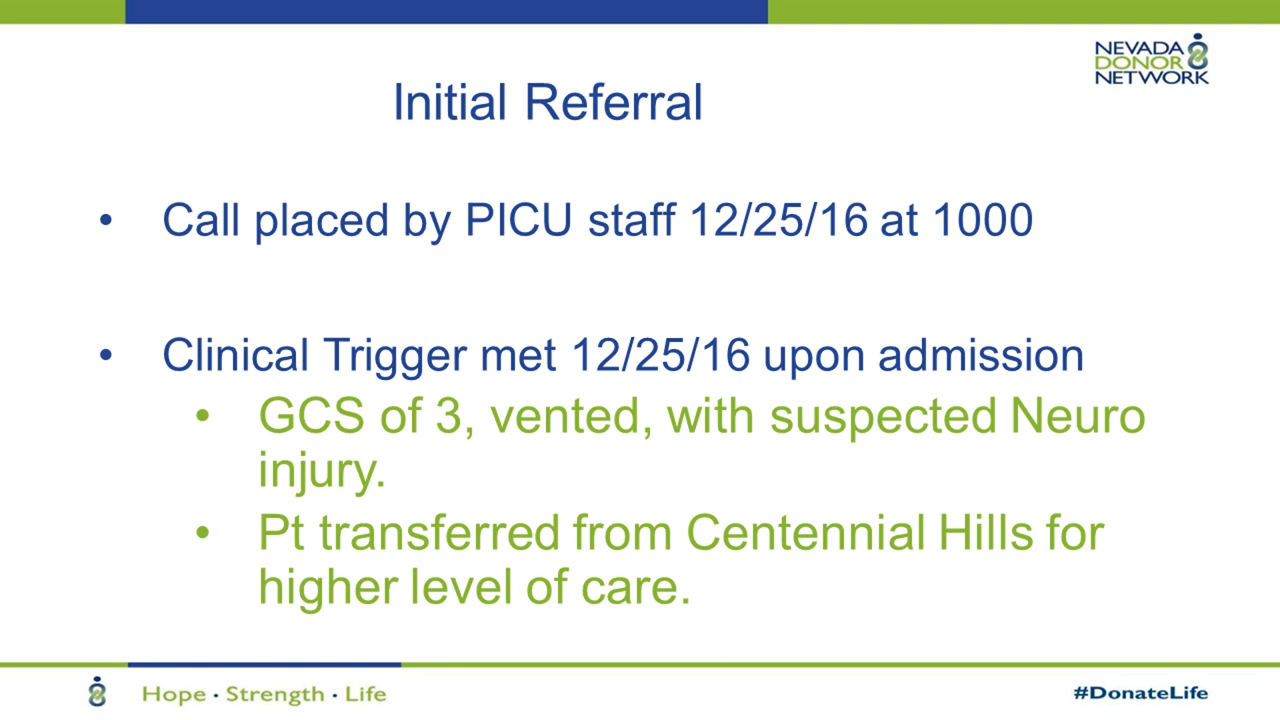 NEVADA
DONOR
NETWORK
Initial Referral
• Call placed by PICU staff 12/25/16 at 1000
• Clinical Trigger met 12/25/16 upon admission
• GCS of 3, vented, with suspected Neuro
injury.
• Pt transferred from Centennial Hills for
higher level of care.
Hope · Strength · Life
#DonateLife